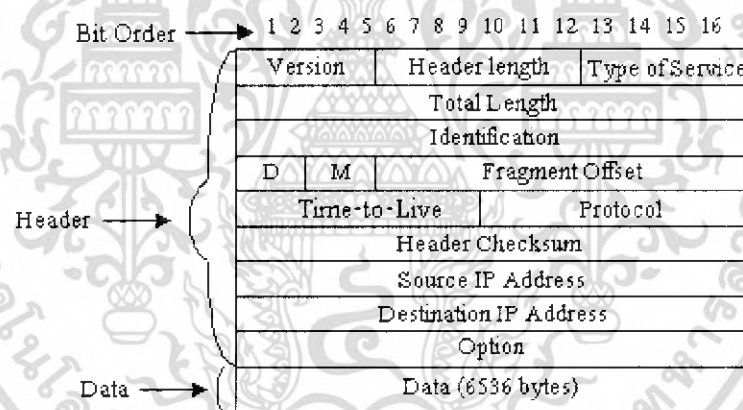 Bit Order 1 2 3 4 5 6 7 8 9 10 11 12 13 14 15 16
Version Header length Type of Service
Total Length
Identification
D M Fragment Offset
Time-to-Live Protocol
Header
Header Checksum
Source IP Address
Destination IP Address
Option
Data Data (6536 bytes)